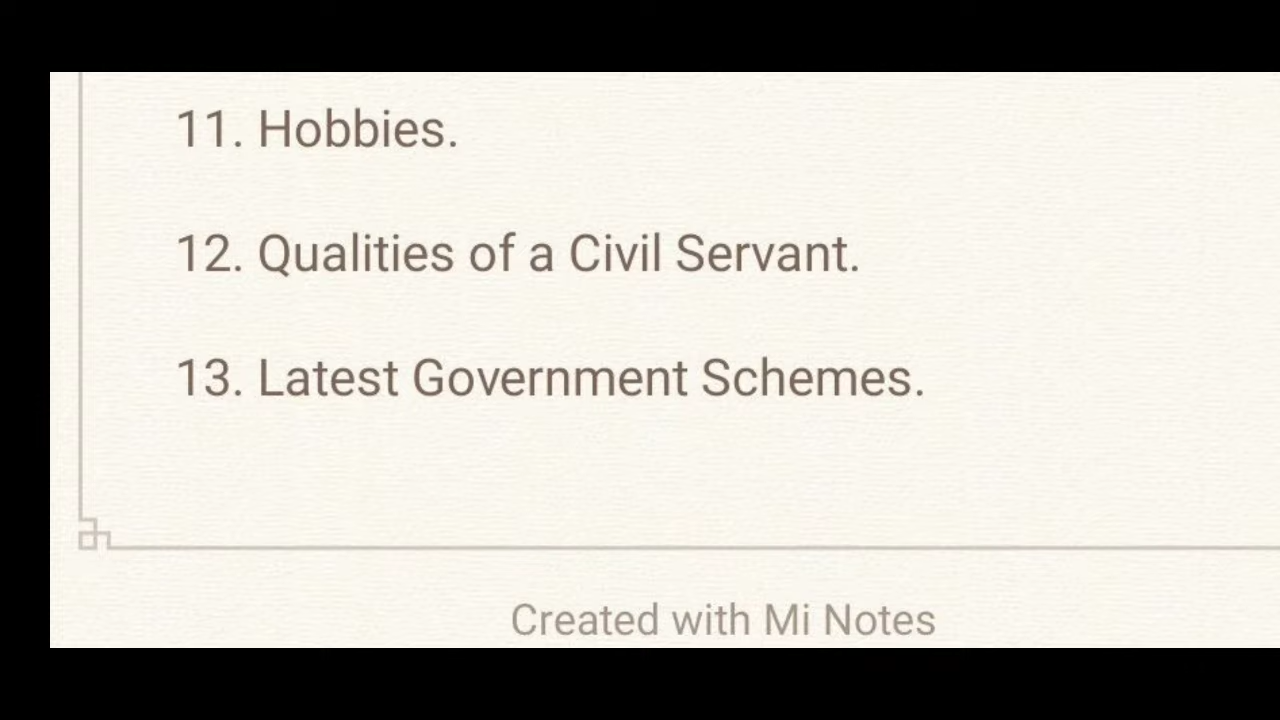 11. Hobbies.
12. Qualities of a Civil Servant.
13. Latest Government Schemes.
Created with Mi Notes